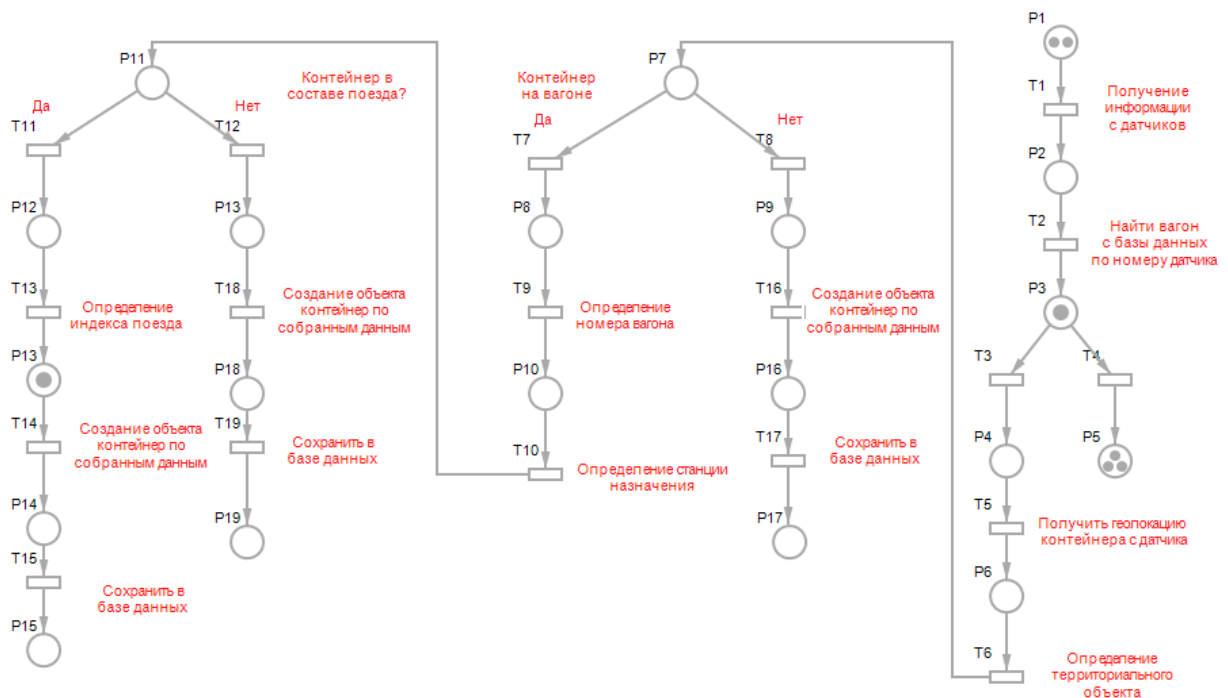 P11
Контейнер в
составе поезда?
Да
Нет
T11
T12
P12
P13
T13
Определение
индекса поезда
T18
Создание объекта
контейнер по
собранным данным
P13
P18
T14
Создание объекта
контейнер по
собранным данным
T19
Сохранить в
базе данных
P14
P19
T15
Сохранить в
базе данных
P15
P7
Контейнер
на вагоне
Да
Нет
T7
T8
P8
P9
T9
Определение
номера вагона
T16
Создание объекта
контейнер по
собранным данным
P10
P16
T10
Определение станции
назначения
T17
Сохранить в
базе данных
P17
P1
T1
Получение
информации
с датчиков
P2
T2
Найти вагон
с базы данных
по номеру датчика
P3
T3
T4
P4
P5
T5
Получить геолокацию
контейнера с датчика
P6
T6
Определение
территориального
объекта